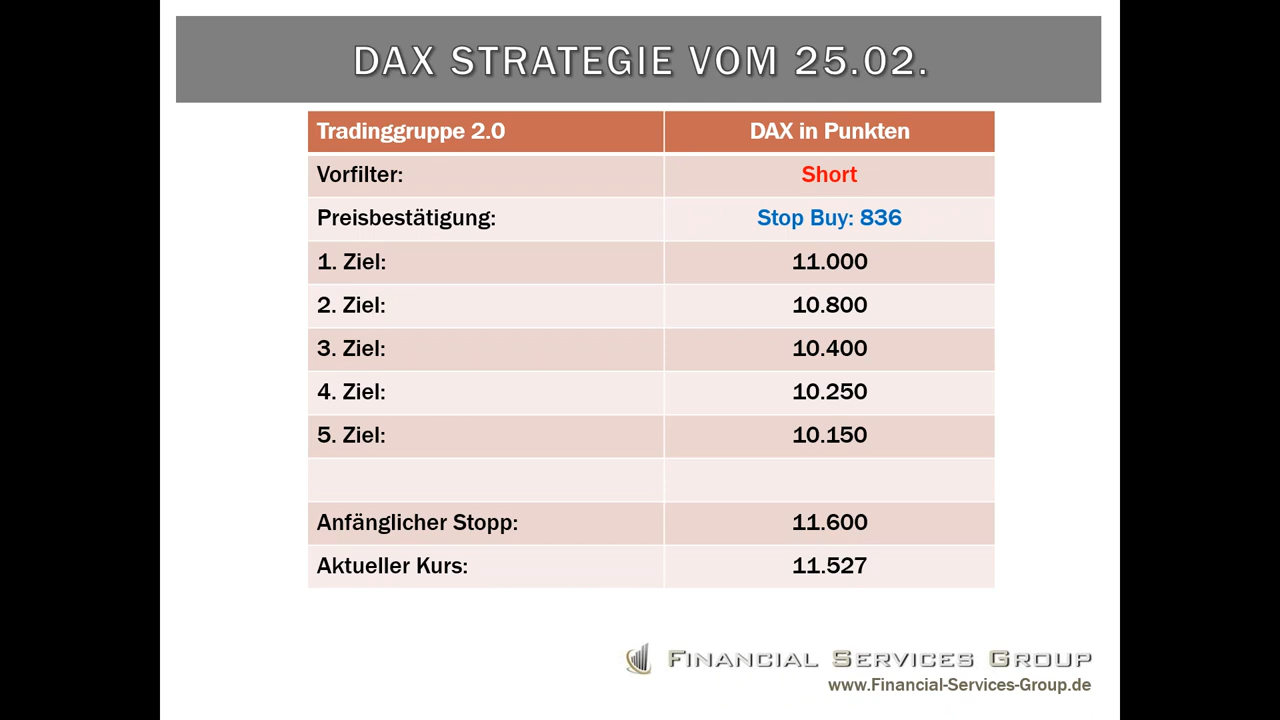 DAX STRATEGIE VOM 25.02.
Tradinggruppe 2.0 DAX in Punkten
Vorfilter: Short
Preisbestätigung: Stop Buy: 836
1. Ziel: 11.000
2. Ziel: 10.800
3. Ziel: 10.400
4. Ziel: 10.250
5. Ziel: 10.150
Anfänglicher Stopp: 11.600
Aktueller Kurs: 11.527
FINANCIAL SERVICES GROUP
www.Financial-Services-Group.de